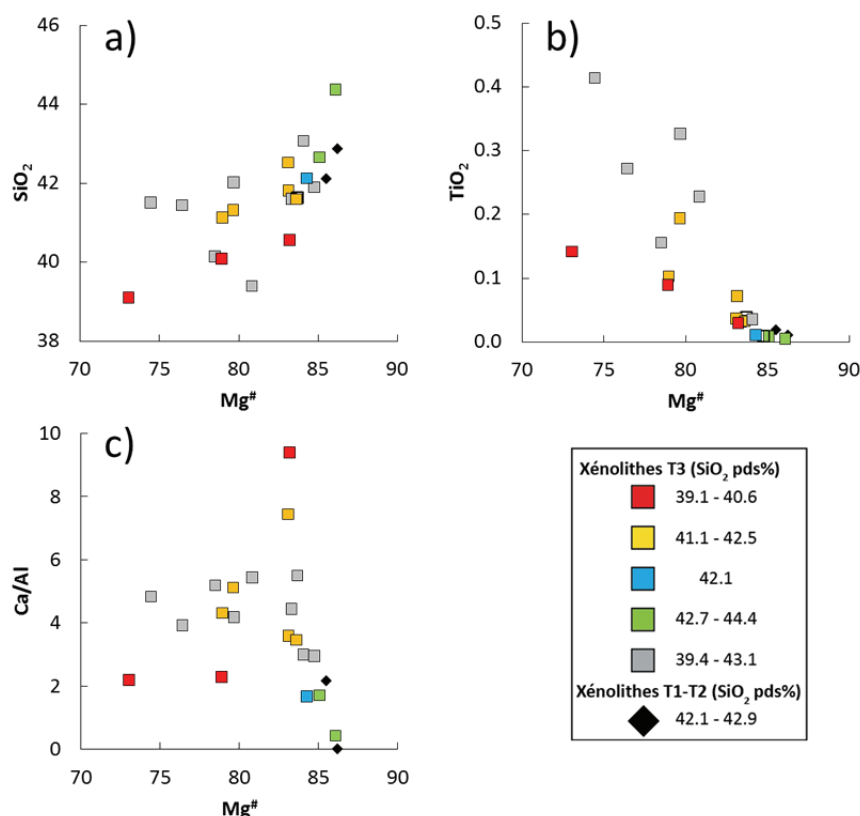 a)
46
44
42
40
38
SiO₂
70 75 80 85 90
Mg#
b)
0.5
0.4
0.3
0.2
0.1
0.0
TiO₂
70 75 80 85 90
Mg#
c)
10
8
6
4
2
0
Ca/Al
70 75 80 85 90
Mg#
Xénolithes T3 (SiO₂ pds%)
39.1 - 40.6
41.1 - 42.5
42.1
42.7 - 44.4
39.4 - 43.1
Xénolithes T1-T2 (SiO₂ pds%)
42.1 - 42.9